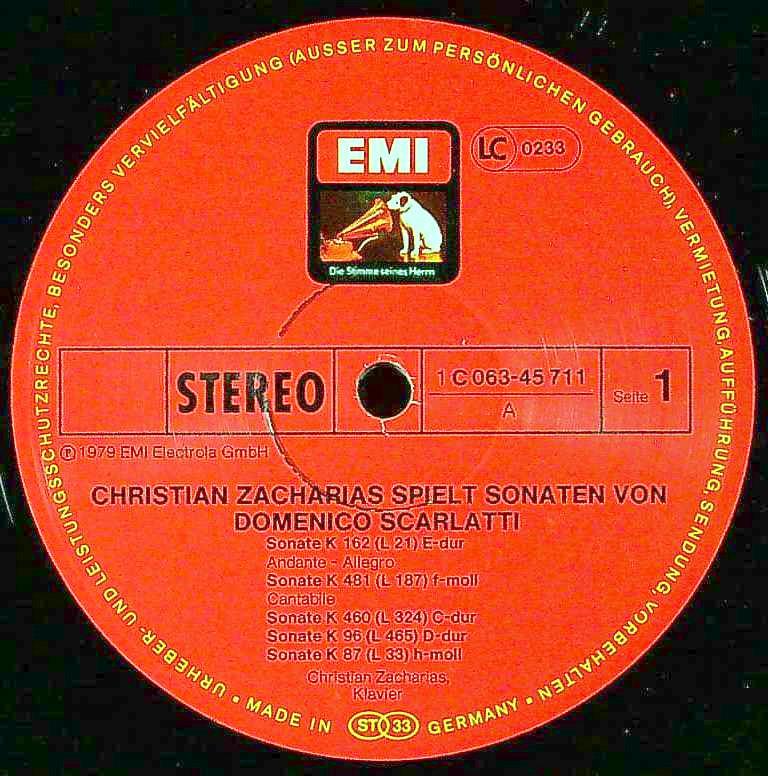 URHEBER- UND LEISTUNGSSCHUTZRECHTE, BESONDERS VERVIELFÄLTIGUNG (AUSSER ZUM PERSÖNLICHEN GEBRAUCH), VERMIETUNG, AUFFÜHRUNG, SENDUNG, VORBEHALTEN
EMI
LC 0233
Die Stimme seines Herrn
STEREO
1 C 063-45 711
A
Seite 1
℗ 1979 EMI Electrola GmbH
CHRISTIAN ZACHARIAS SPIELT SONATEN VON
DOMENICO SCARLATTI
Sonate K 162 (L 21) E-dur
Andante - Allegro
Sonate K 481 (L 187) f-moll
Cantabile
Sonate K 460 (L 324) C-dur
Sonate K 96 (L 465) D-dur
Sonate K 87 (L 33) h-moll
Christian Zacharias,
Klavier
• MADE IN ST 33 GERMANY •